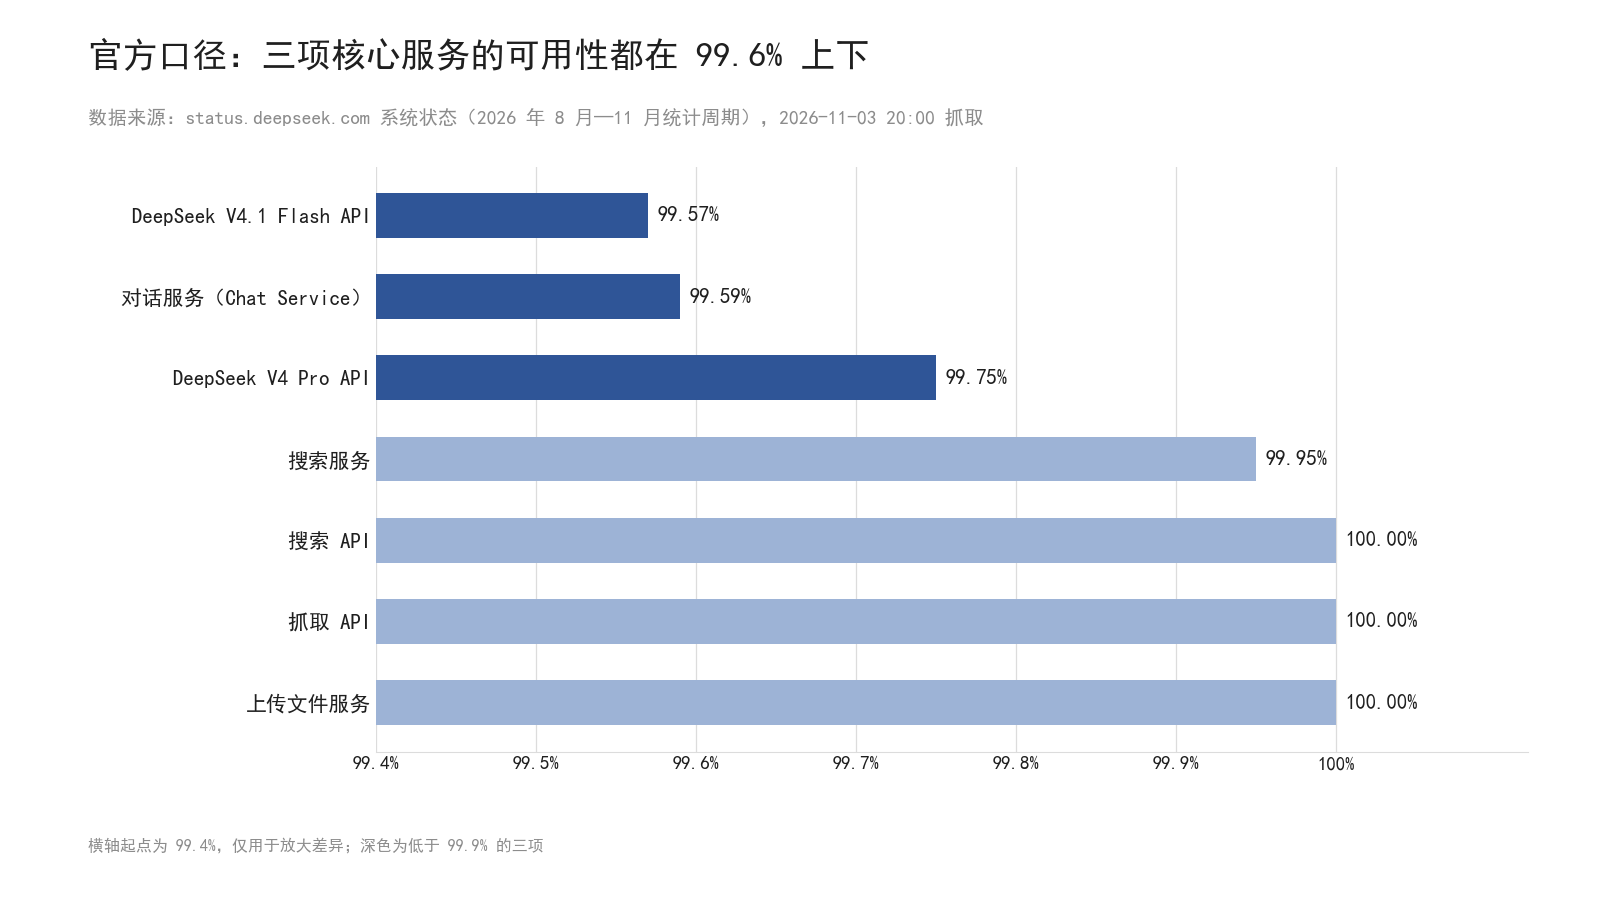 官方口径：三项核心服务的可用性都在 99.6% 上下
数据来源：status.deepseek.com 系统状态（2026 年 8 月—11 月统计周期），2026-11-03 20:00 抓取
DeepSeek V4.1 Flash API 99.57%
对话服务（Chat Service） 99.59%
DeepSeek V4 Pro API 99.75%
搜索服务 99.95%
搜索 API 100.00%
抓取 API 100.00%
上传文件服务 100.00%
99.4% 99.5% 99.6% 99.7% 99.8% 99.9% 100%
横轴起点为 99.4%，仅用于放大差异；深色为低于 99.9% 的三项